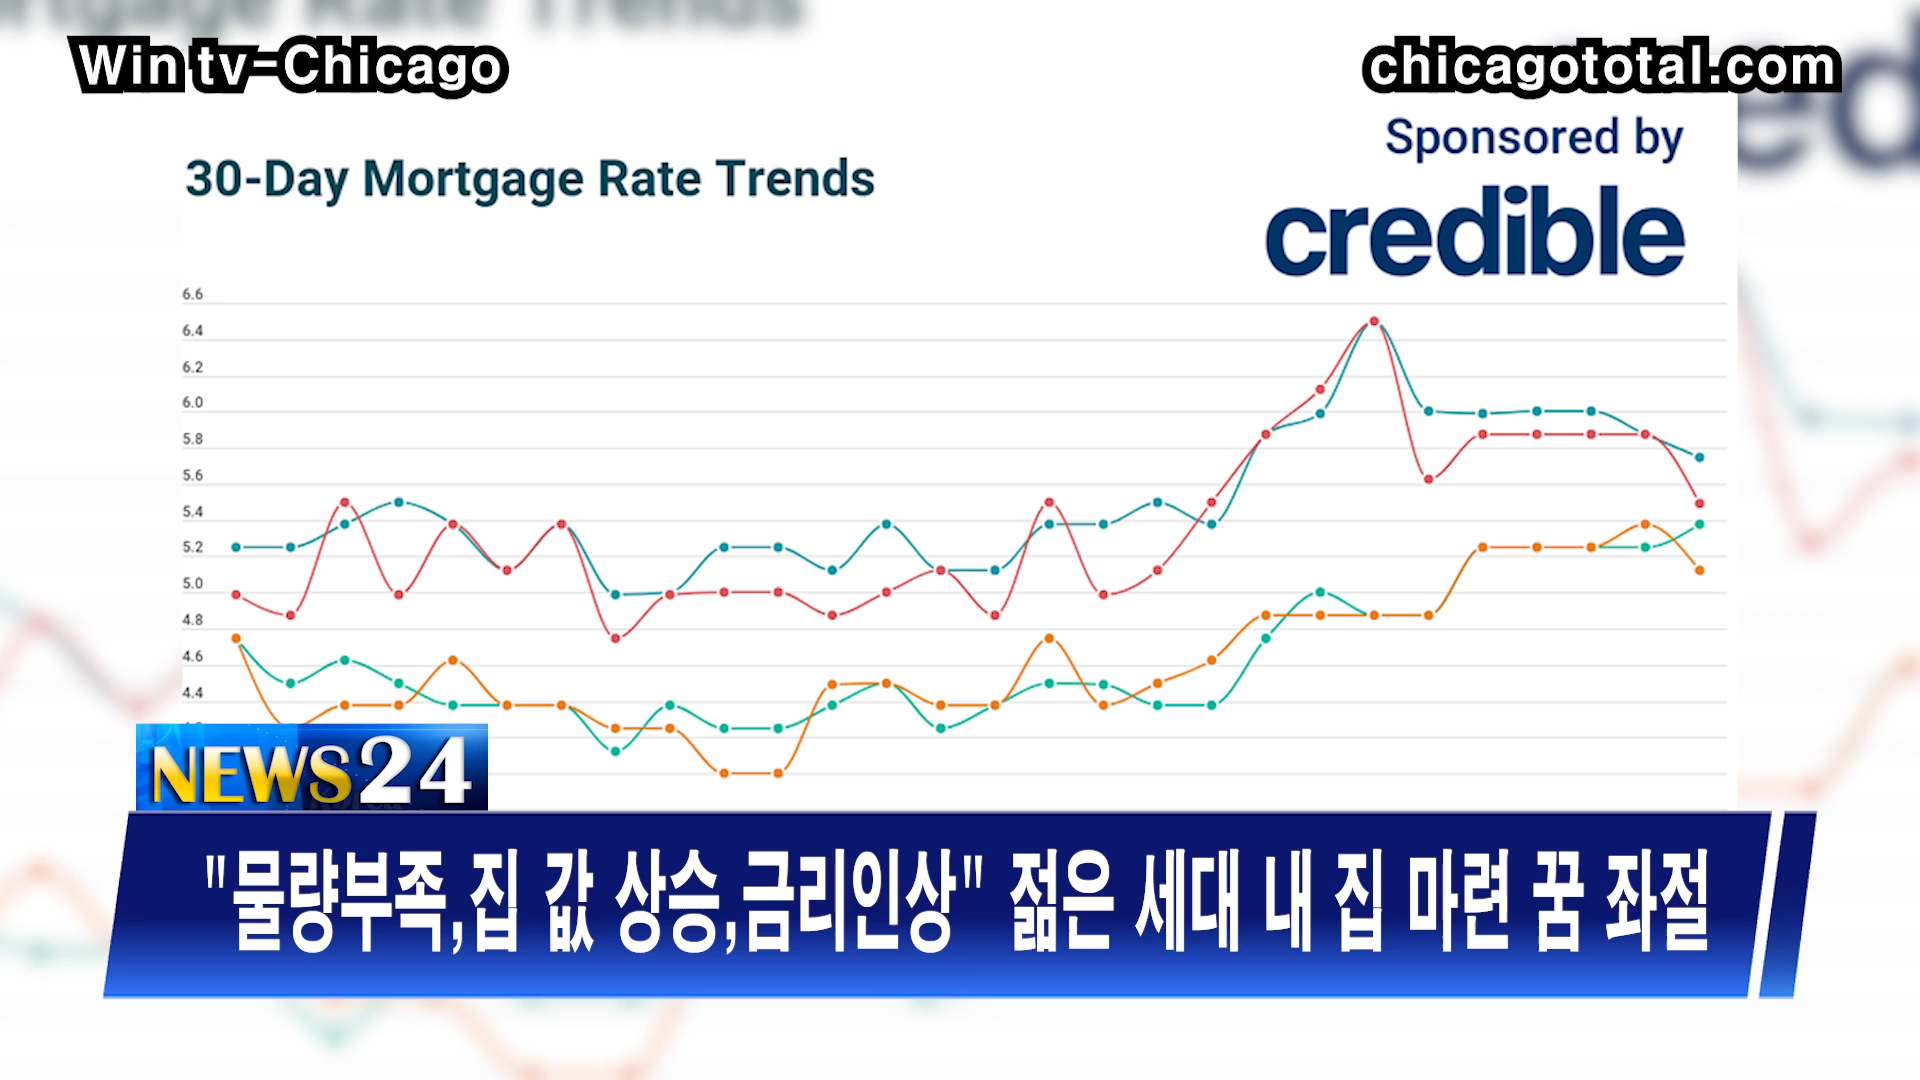 Win tv-Chicago
chicagototal.com
Sponsored by
credible
30-Day Mortgage Rate Trends
6.6
6.4
6.2
6.0
5.8
5.6
5.4
5.2
5.0
4.8
4.6
4.4
NEWS24
"물량부족,집 값 상승,금리인상" 젊은 세대 내 집 마련 꿈 좌절